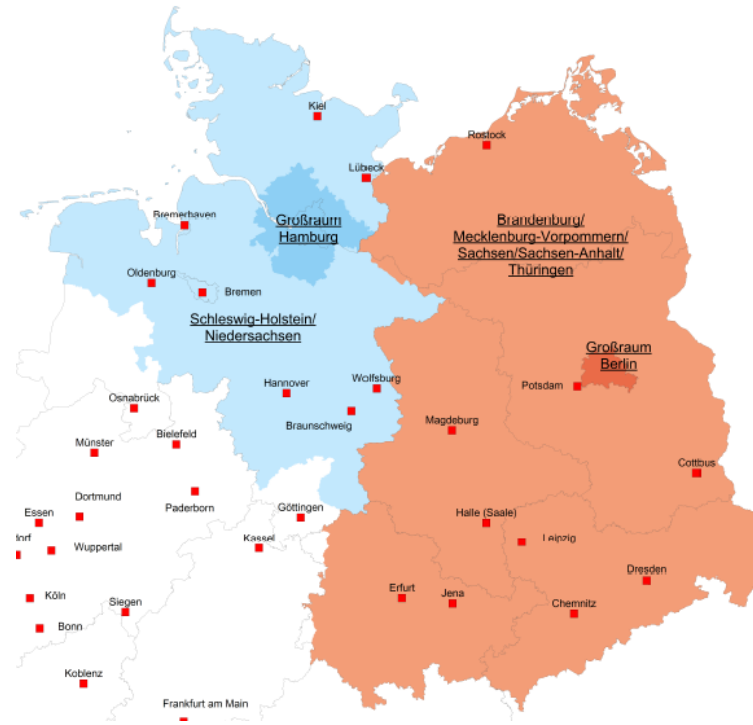 Kiel
Rostock
Lübeck
Bremerhaven
Großraum
Hamburg
Brandenburg/
Mecklenburg-Vorpommern/
Sachsen/Sachsen-Anhalt/
Thüringen
Oldenburg
Bremen
Schleswig-Holstein/
Niedersachsen
Großraum
Berlin
Hannover
Wolfsburg
Potsdam
Osnabrück
Braunschweig
Magdeburg
Münster
Bielefeld
Cottbus
Dortmund
Paderborn
Göttingen
Essen
Halle (Saale)
dorf
Wuppertal
Kassel
Leipzig
Dresden
Köln
Siegen
Erfurt
Jena
Chemnitz
Bonn
Koblenz
Frankfurt am Main